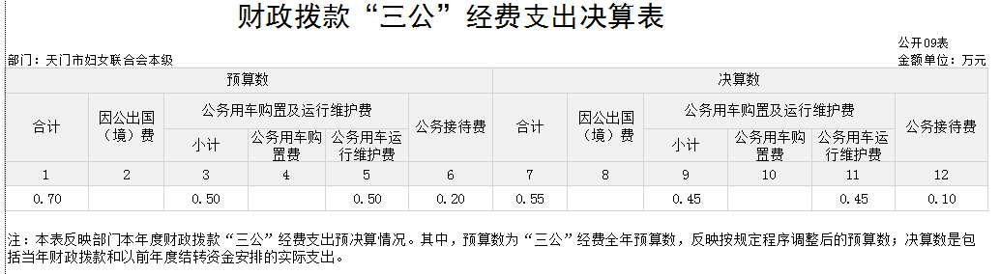 财政拨款“三公”经费支出决算表
公开09表
部门：天门市妇女联合会本级 金额单位：万元
预算数 决算数
合计 因公出国（境）费 公务用车购置及运行维护费 公务接待费 合计 因公出国（境）费 公务用车购置及运行维护费 公务接待费
小计 公务用车购置费 公务用车运行维护费 小计 公务用车购置费 公务用车运行维护费
1 2 3 4 5 6 7 8 9 10 11 12
0.70 0.50 0.50 0.20 0.55 0.45 0.45 0.10
注：本表反映部门本年度财政拨款“三公”经费支出预决算情况。其中，预算数为“三公”经费全年预算数，反映按规定程序调整后的预算数；决算数是包
括当年财政拨款和以前年度结转资金安排的实际支出。